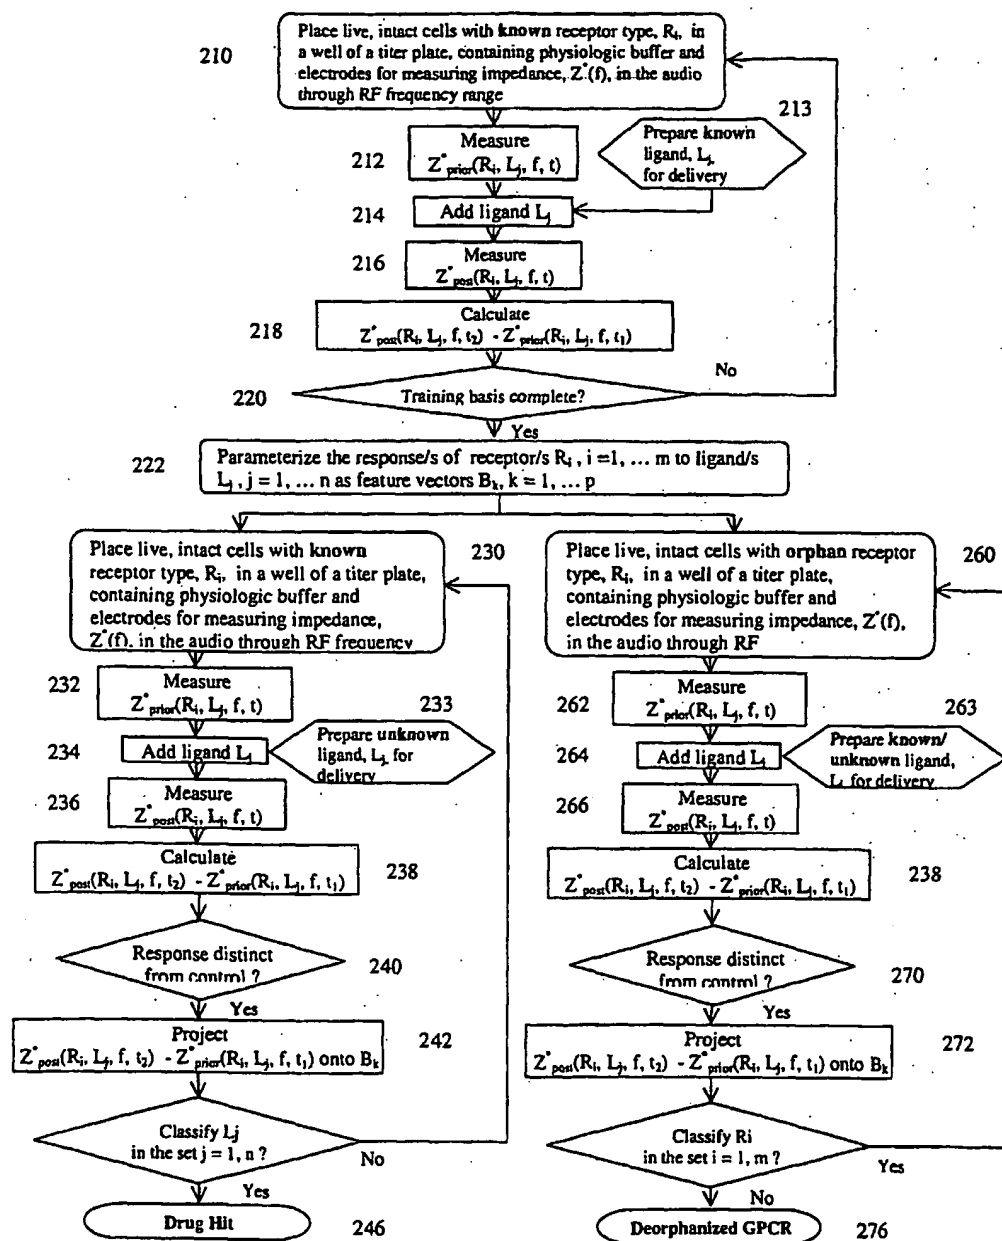 210
Place live, intact cells with known receptor type, Rᵢ, in
a well of a titer plate, containing physiologic buffer and
electrodes for measuring impedance, Z*(f), in the audio
through RF frequency range
213
Prepare known
ligand, Lⱼ,
for delivery
212
Measure
Z*prior(Rᵢ, Lⱼ, f, t)
214
Add ligand Lⱼ
216
Measure
Z*post(Rᵢ, Lⱼ, f, t)
218
Calculate
Z*post(Rᵢ, Lⱼ, f, t₂) - Z*prior(Rᵢ, Lⱼ, f, t₁)
220
Training basis complete?
No
Yes
222
Parameterize the response/s of receptor/s Rᵢ , i =1, ... m to ligand/s
Lⱼ , j = 1, ... n as feature vectors Bₖ, k = 1, ... p
230
Place live, intact cells with known
receptor type, Rᵢ, in a well of a titer plate,
containing physiologic buffer and
electrodes for measuring impedance,
Z*(f), in the audio through RF frequency
232
Measure
Z*prior(Rᵢ, Lⱼ, f, t)
233
Prepare unknown
ligand, Lⱼ, for
delivery
234
Add ligand Lⱼ
236
Measure
Z*post(Rᵢ, Lⱼ, f, t)
Calculate
Z*post(Rᵢ, Lⱼ, f, t₂) - Z*prior(Rᵢ, Lⱼ, f, t₁)
238
Response distinct
from control ?
240
Yes
Project
Z*post(Rᵢ, Lⱼ, f, t₂) - Z*prior(Rᵢ, Lⱼ, f, t₁) onto Bₖ
242
Classify Lj
in the set j = 1, n ?
No
Yes
Drug Hit
246
260
Place live, intact cells with orphan receptor
type, Rᵢ, in a well of a titer plate,
containing physiologic buffer and
electrodes for measuring impedance, Z*(f),
in the audio through RF
262
Measure
Z*prior(Rᵢ, Lⱼ, f, t)
263
Prepare known/
unknown ligand,
Lⱼ for delivery
264
Add ligand Lⱼ
266
Measure
Z*post(Rᵢ, Lⱼ, f, t)
Calculate
Z*post(Rᵢ, Lⱼ, f, t₂) - Z*prior(Rᵢ, Lⱼ, f, t₁)
238
Response distinct
from control ?
270
Yes
Project
Z*post(Rᵢ, Lⱼ, f, t₂) - Z*prior(Rᵢ, Lⱼ, f, t₁) onto Bₖ
272
Classify Ri
in the set i = 1, m ?
Yes
No
Deorphanized GPCR
276